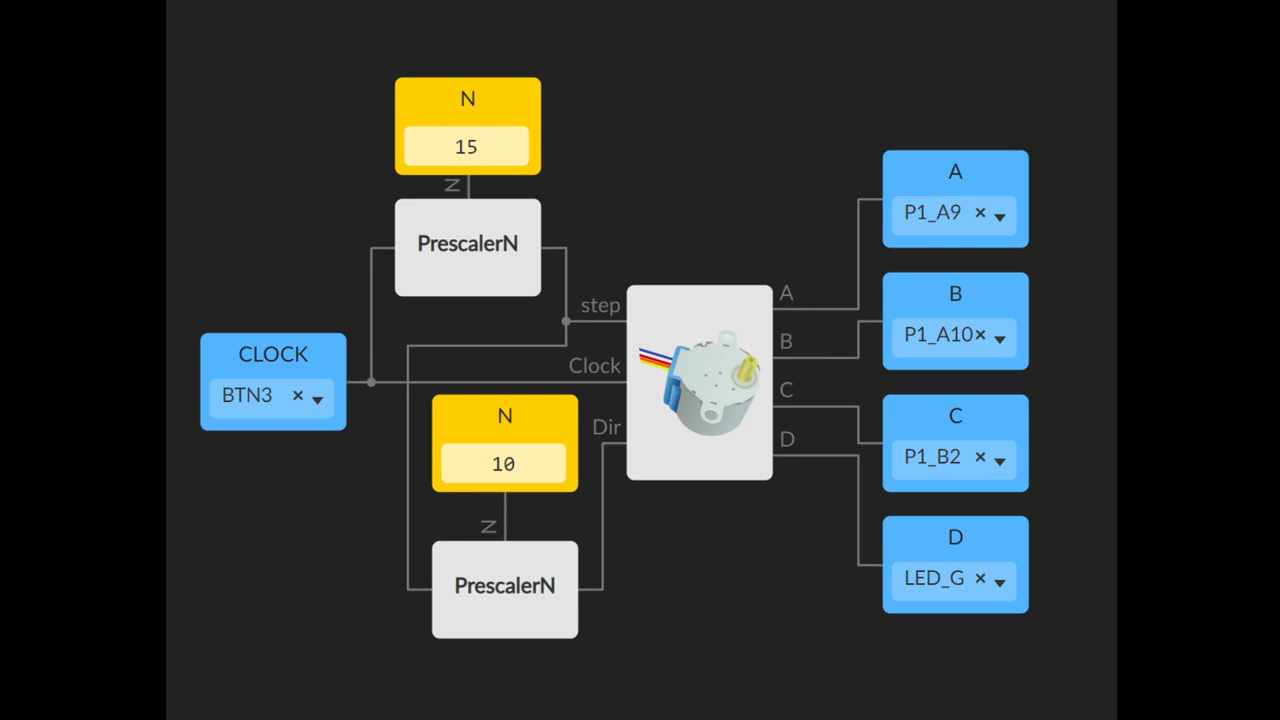 N
15
N
PrescalerN
CLOCK
BTN3 ×
step
Clock
Dir
N
10
N
PrescalerN
A
B
C
D
A
P1_A9 ×
B
P1_A10×
C
P1_B2 ×
D
LED_G ×